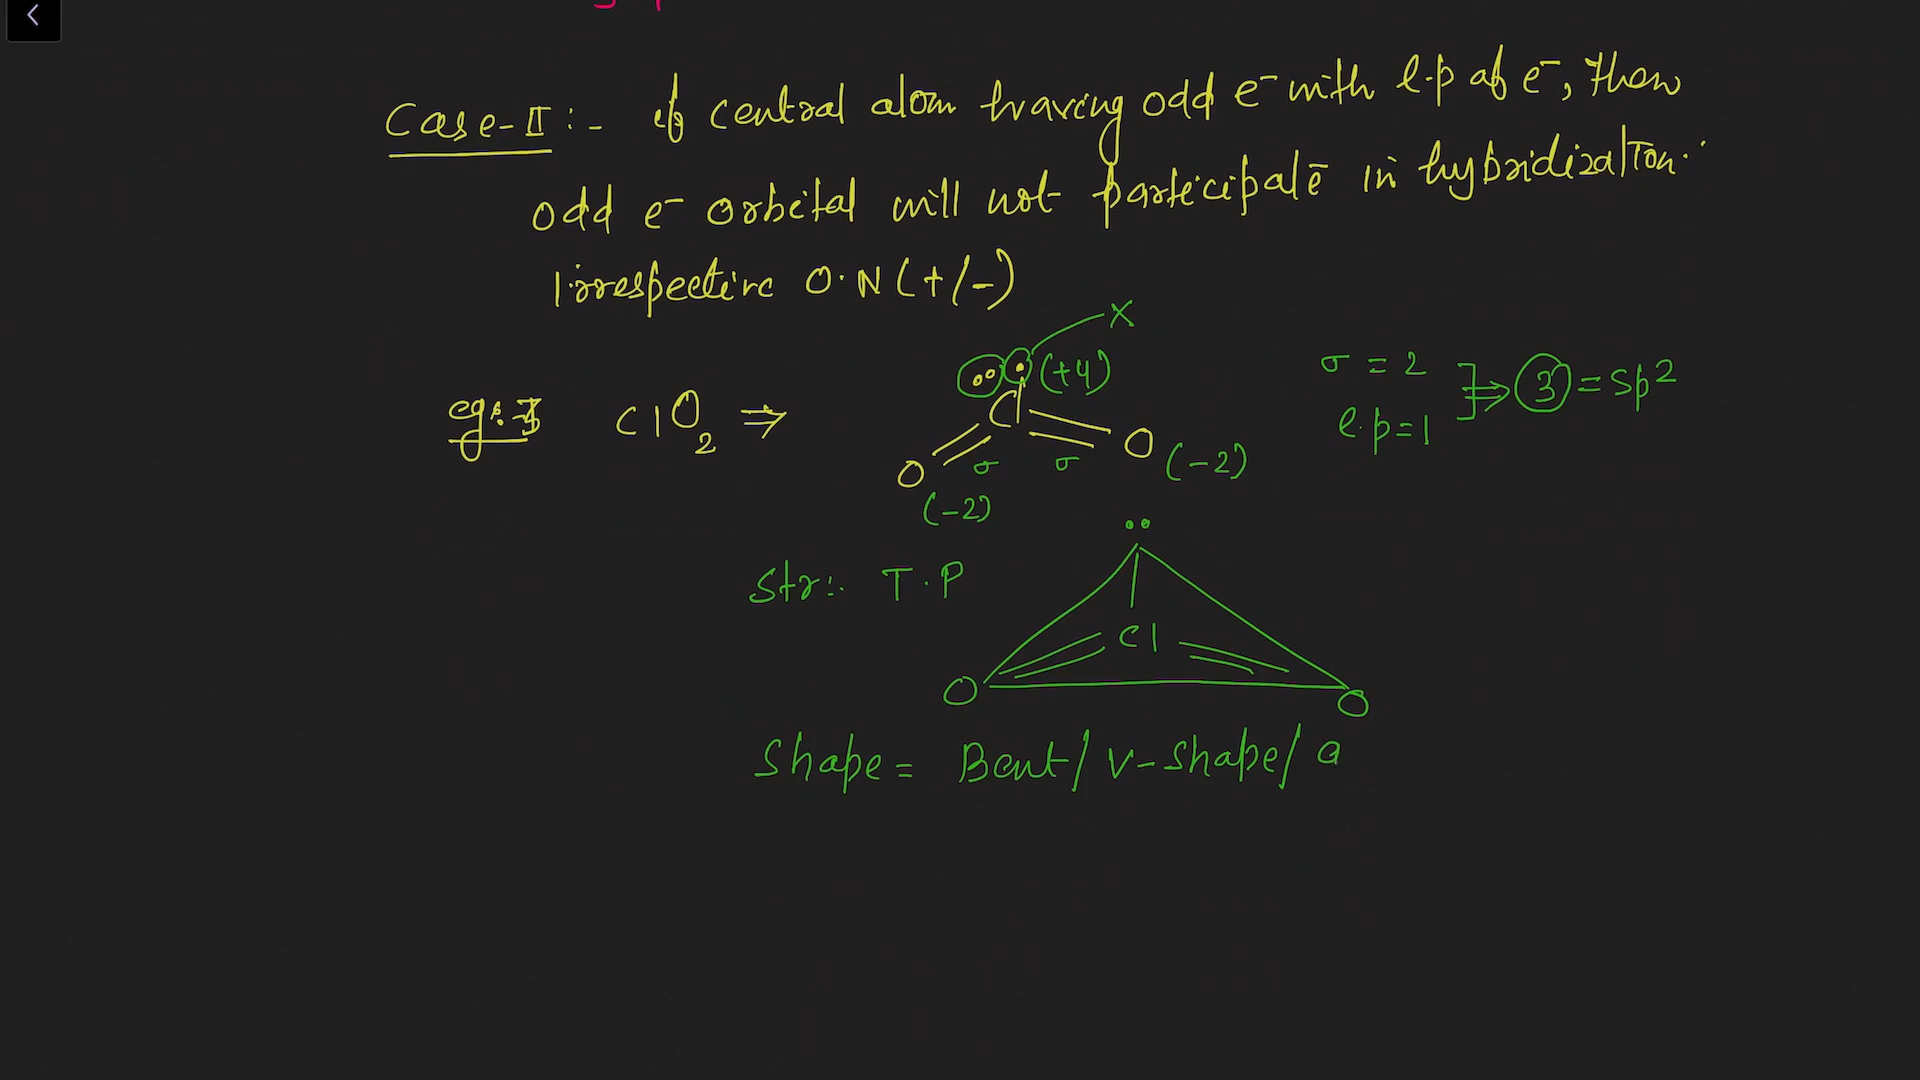 Case-II :- if central atom having odd e⁻ with l.p of e⁻, then
odd e⁻ orbital will not participate in hybridization.
Irrespective O.N (+/-)
eg:- ClO₂ ⇒
X
(+4)
Cl
O O
σ σ
(-2)
(-2)
σ = 2
l.p = 1
⇒ 3 = sp²
Str:- T.P
Cl
O O
Shape = Bent / V-Shape / a